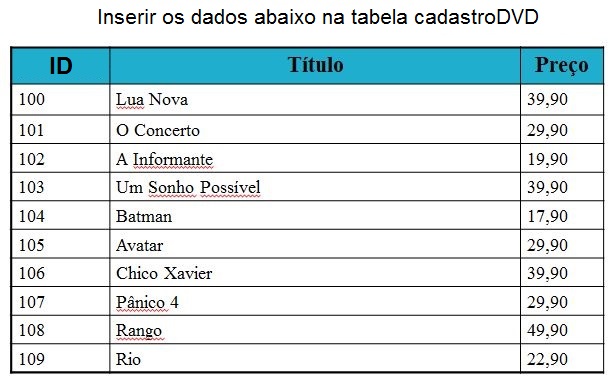 Inserir os dados abaixo na tabela cadastroDVD
ID Título Preço
100 Lua Nova 39,90
101 O Concerto 29,90
102 A Informante 19,90
103 Um Sonho Possível 39,90
104 Batman 17,90
105 Avatar 29,90
106 Chico Xavier 39,90
107 Pânico 4 29,90
108 Rango 49,90
109 Rio 22,90